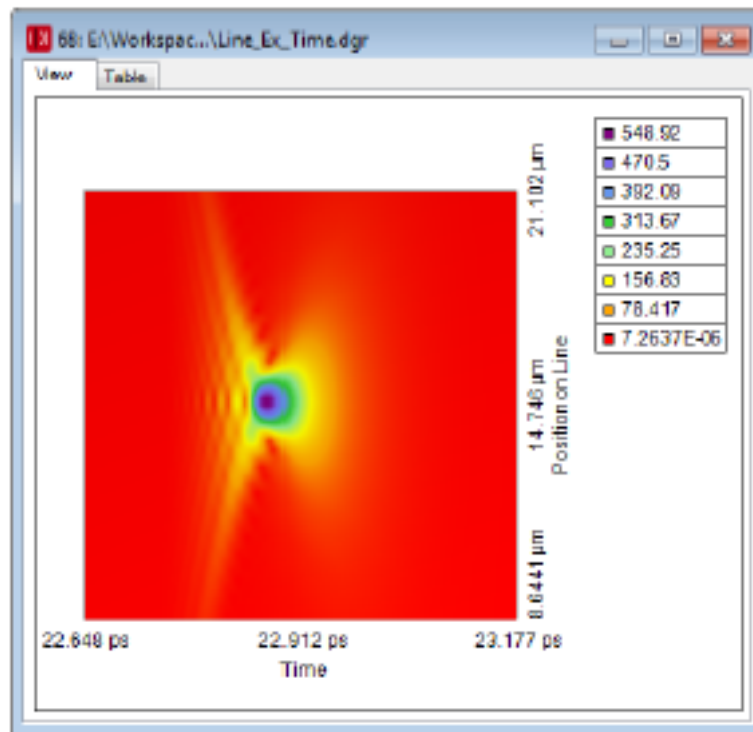 68: E:\Workspac...\Line_Ex_Time.dgr
View Table
548.92
470.5
392.09
313.67
235.25
156.83
78.417
7.2637E-06
21.102 µm
14.746 µm
8.6441 µm
Position on Line
22.648 ps 22.912 ps 23.177 ps
Time